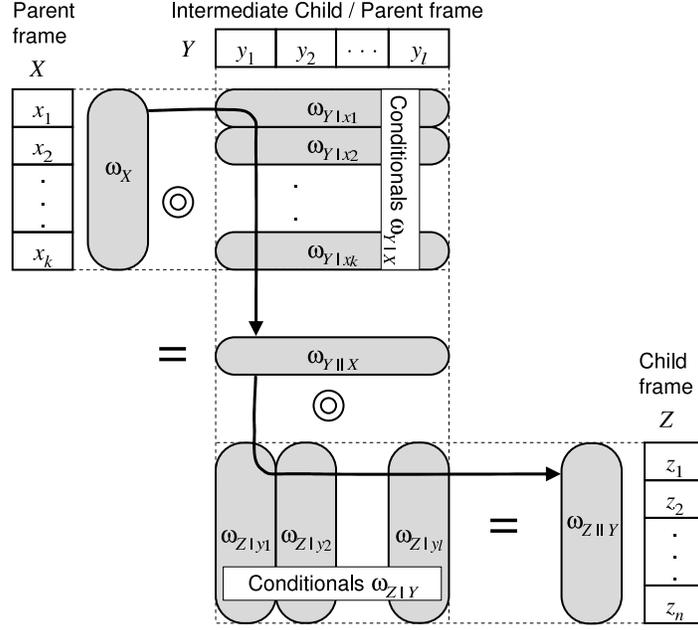 Parent
frame
Intermediate Child / Parent frame
X
Y
y1 y2 . . . yl
x1
x2
.
.
.
xk
ωX
ωY|x1
ωY|x2
.
.
ωY|xk
Conditionals ωY|X
=
ωY||X
Child
frame
Z
z1
z2
.
.
.
zn
ωZ|y1 ωZ|y2 ωZ|yl
=
ωZ||Y
Conditionals ωZ|Y